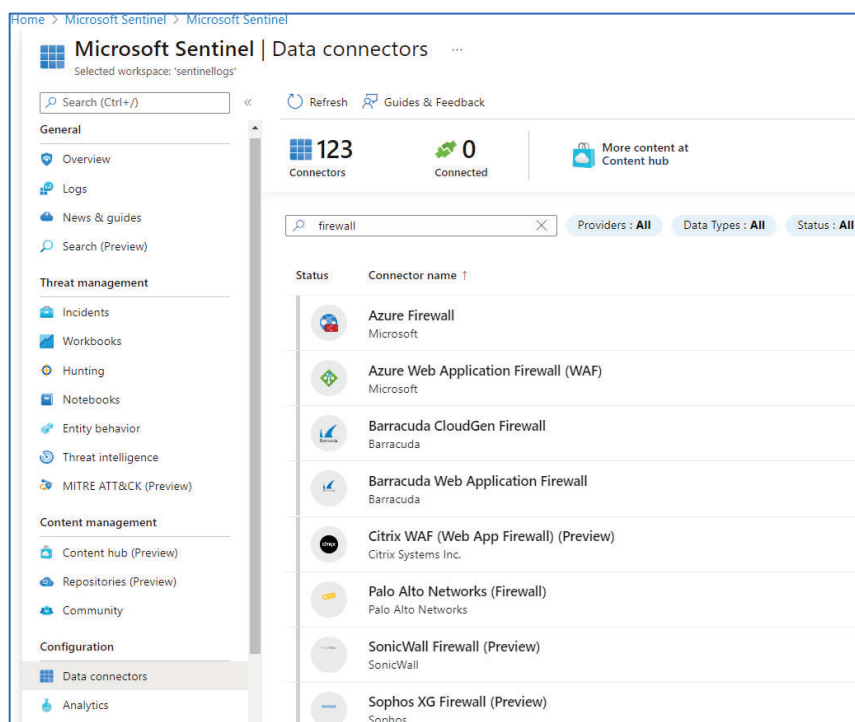 Home > Microsoft Sentinel > Microsoft Sentinel
Microsoft Sentinel | Data connectors ...
Selected workspace: 'sentinellogs'
Search (Ctrl+/) «
General
Overview
Logs
News & guides
Search (Preview)
Threat management
Incidents
Workbooks
Hunting
Notebooks
Entity behavior
Threat intelligence
MITRE ATT&CK (Preview)
Content management
Content hub (Preview)
Repositories (Preview)
Community
Configuration
Data connectors
Analytics
Refresh Guides & Feedback
123
Connectors
0
Connected
More content at
Content hub
firewall
Providers : All Data Types : All Status : All
Status Connector name ↑
Azure Firewall
Microsoft
Azure Web Application Firewall (WAF)
Microsoft
Barracuda CloudGen Firewall
Barracuda
Barracuda Web Application Firewall
Barracuda
citrix
Citrix WAF (Web App Firewall) (Preview)
Citrix Systems Inc.
Palo Alto Networks (Firewall)
Palo Alto Networks
SonicWall Firewall (Preview)
SonicWall
Sophos XG Firewall (Preview)
Sophos